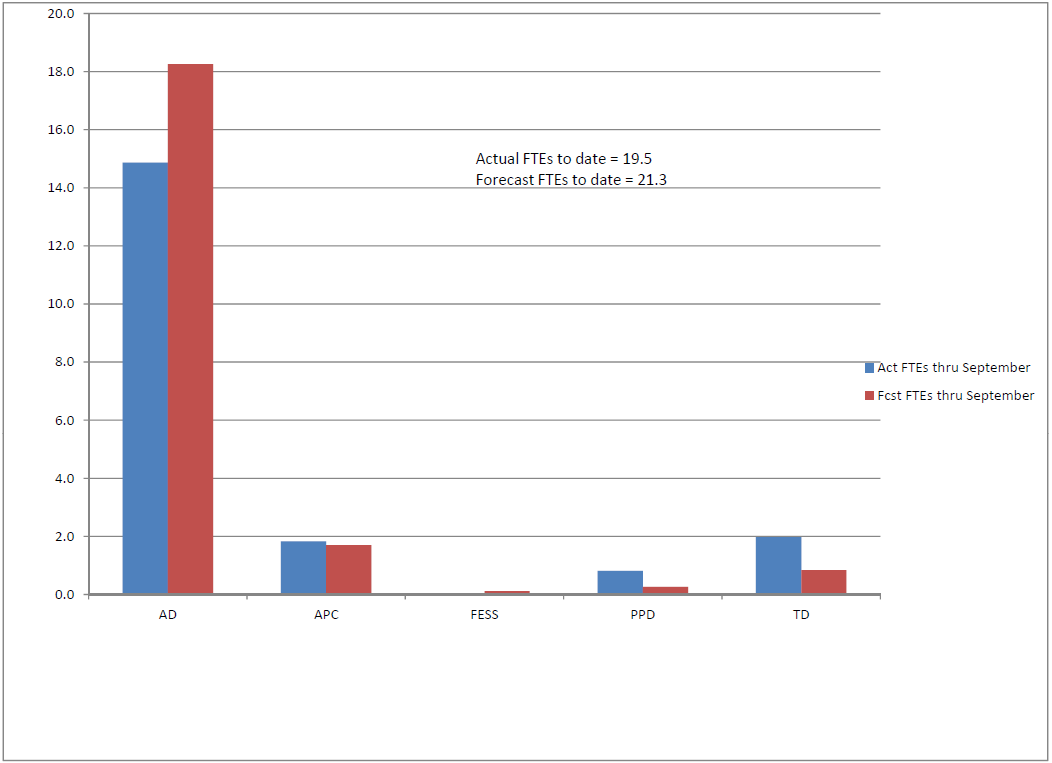 20.0
18.0
16.0
Actual FTEs to date = 19.5
Forecast FTEs to date = 21.3
14.0
12.0
10.0
8.0
Act FTEs thru September
Fcst FTEs thru September
6.0
4.0
2.0
0.0
AD APC FESS PPD TD